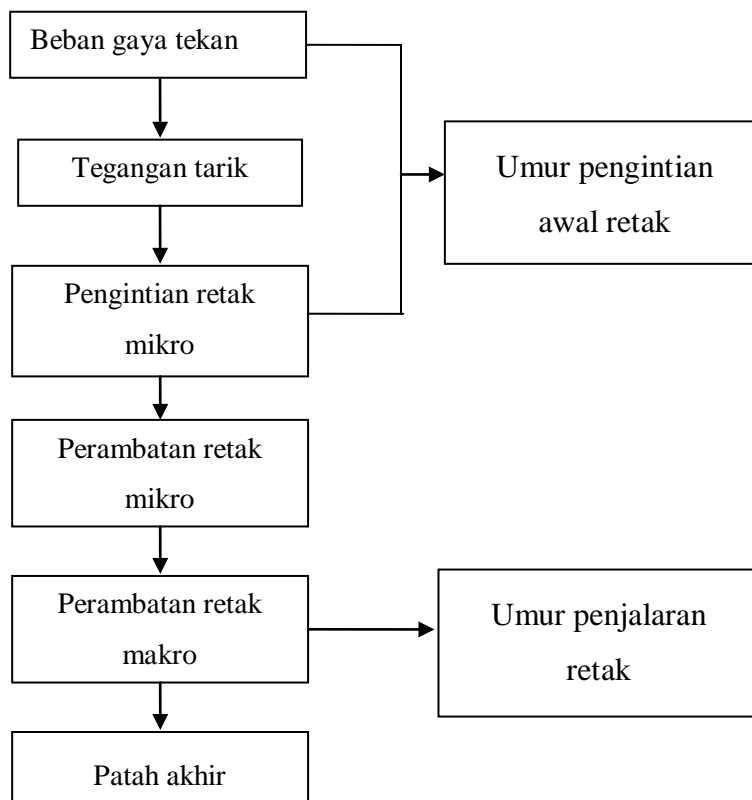 Beban gaya tekan
Tegangan tarik
Umur pengintian
awal retak
Pengintian retak
mikro
Perambatan retak
mikro
Perambatan retak
makro
Umur penjalaran
retak
Patah akhir